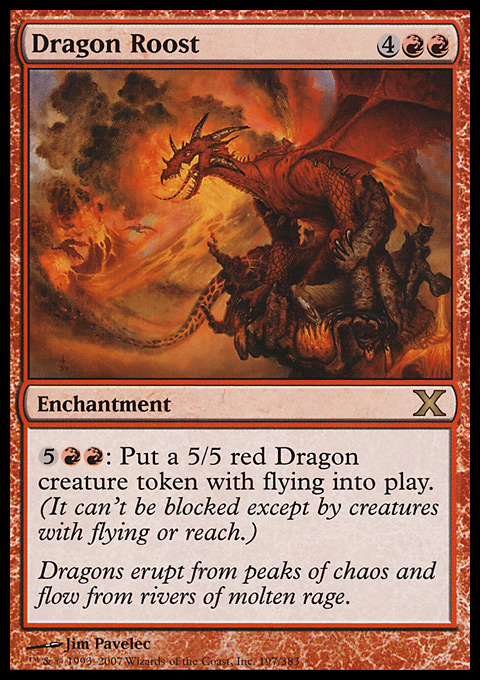 Dragon Roost 4
Enchantment X
5: Put a 5/5 red Dragon
creature token with flying into play.
(It can't be blocked except by creatures
with flying or reach.)
Dragons erupt from peaks of chaos and
flow from rivers of molten rage.
Jim Pavelec
™ & © 1993-2007 Wizards of the Coast, Inc. 197/383